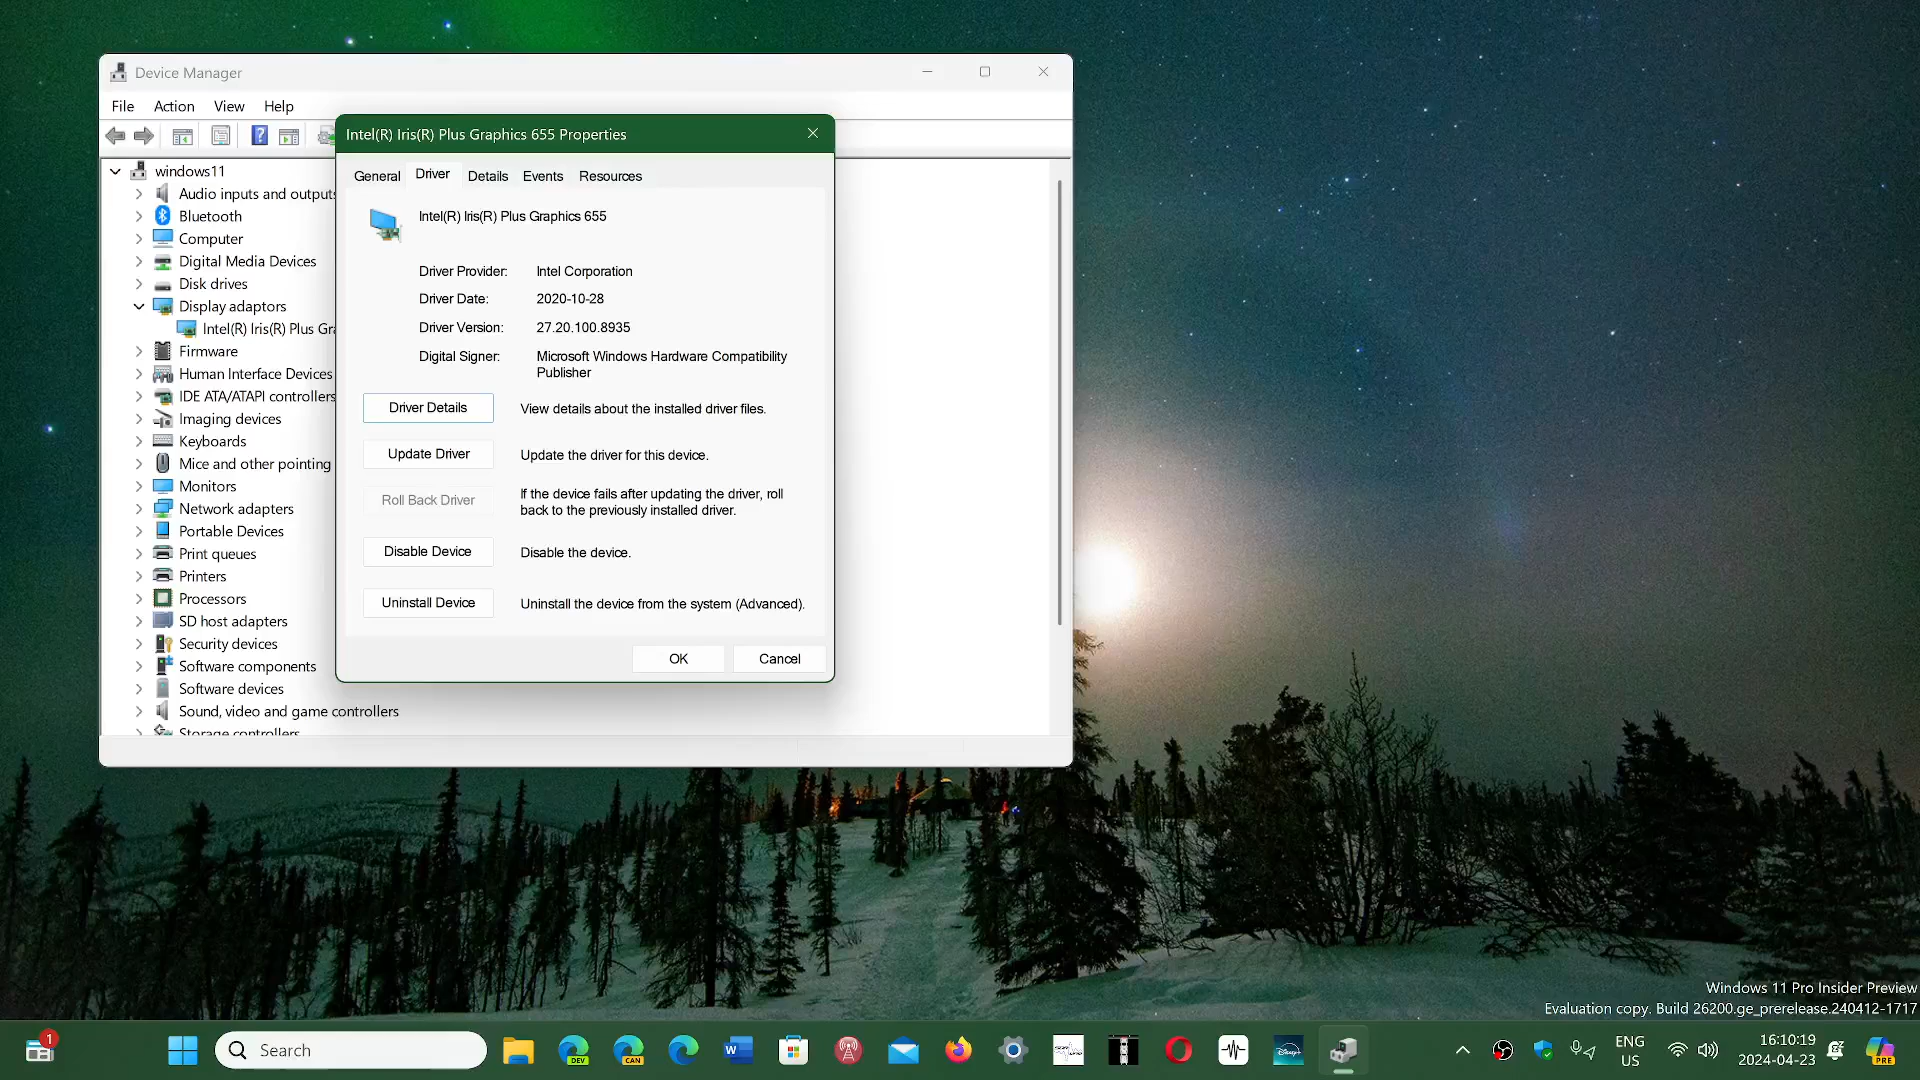 Device Manager
File Action View Help
Intel(R) Iris(R) Plus Graphics 655 Properties
General Driver Details Events Resources
Intel(R) Iris(R) Plus Graphics 655
Driver Provider: Intel Corporation
Driver Date: 2020-10-28
Driver Version: 27.20.100.8935
Digital Signer: Microsoft Windows Hardware Compatibility
Publisher
Driver Details View details about the installed driver files.
Update Driver Update the driver for this device.
Roll Back Driver If the device fails after updating the driver, roll
back to the previously installed driver.
Disable Device Disable the device.
Uninstall Device Uninstall the device from the system (Advanced).
OK Cancel
windows11
Audio inputs and outputs
Bluetooth
Computer
Digital Media Devices
Disk drives
Display adaptors
Intel(R) Iris(R) Plus Gra
Firmware
Human Interface Devices
IDE ATA/ATAPI controllers
Imaging devices
Keyboards
Mice and other pointing
Monitors
Network adapters
Portable Devices
Print queues
Printers
Processors
SD host adapters
Security devices
Software components
Software devices
Sound, video and game controllers
Storage controllers
Windows 11 Pro Insider Preview
Evaluation copy. Build 26200.ge_prerelease.240412-1717
1
Search
DEV
CAN
Disney+
ENG
US
16:10:19
2024-04-23
PRE